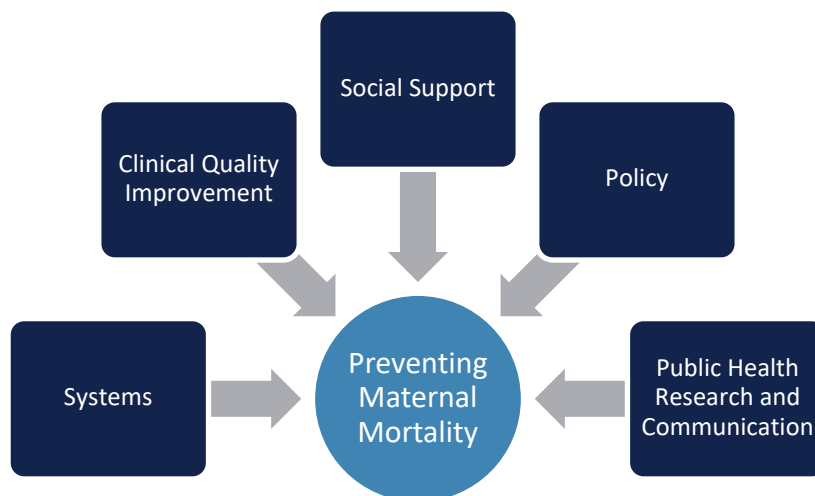 Social Support
Clinical Quality
Improvement
Policy
Systems
Preventing
Maternal
Mortality
Public Health
Research and
Communication